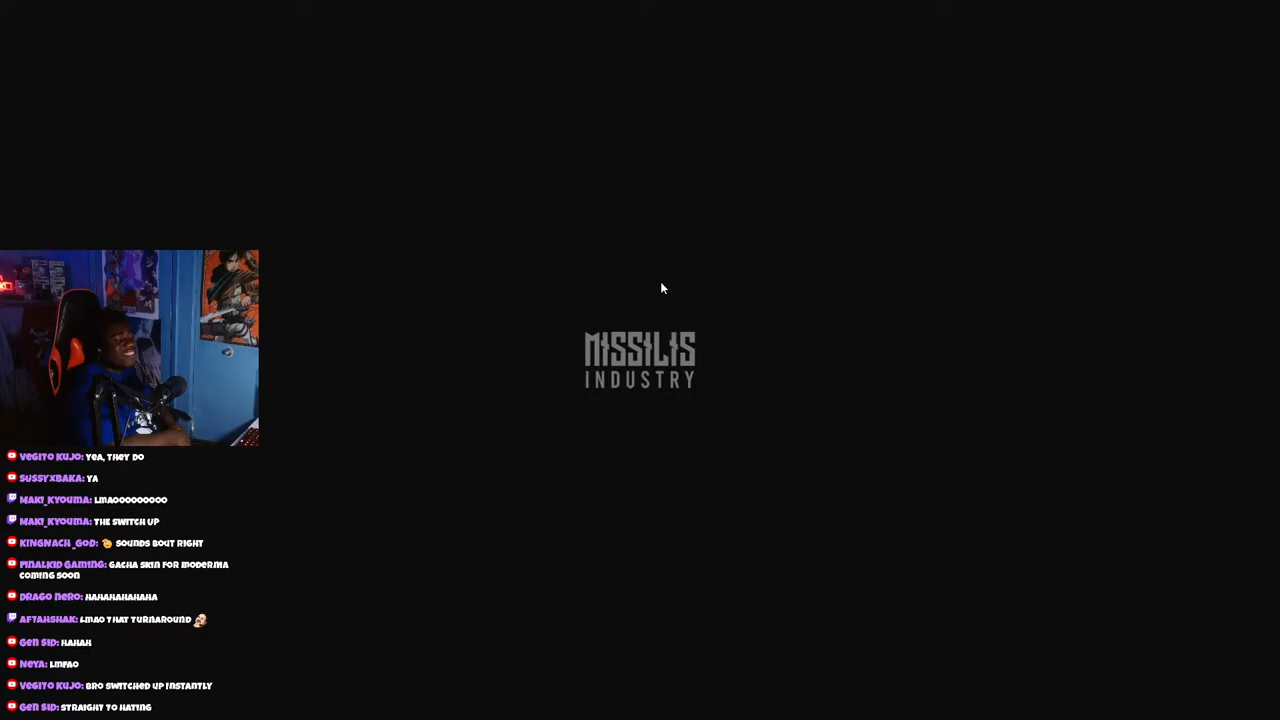 MISSILIS
INDUSTRY
Vegito Kujo: Yea, they do
SussyxBaka: Ya
Maki_Kyouma: Lmaooooooooo
Maki_Kyouma: The switch up
KingNach_God: sounds bout right
FinalKid Gaming: Gacha skin for modernia
coming soon
Drago Nero: hahahahahaha
Aftahshak: lmao that turnaround
Gen Sid: hahah
Neya: lmfao
Vegito Kujo: Bro switched up instantly
Gen Sid: straight to hating